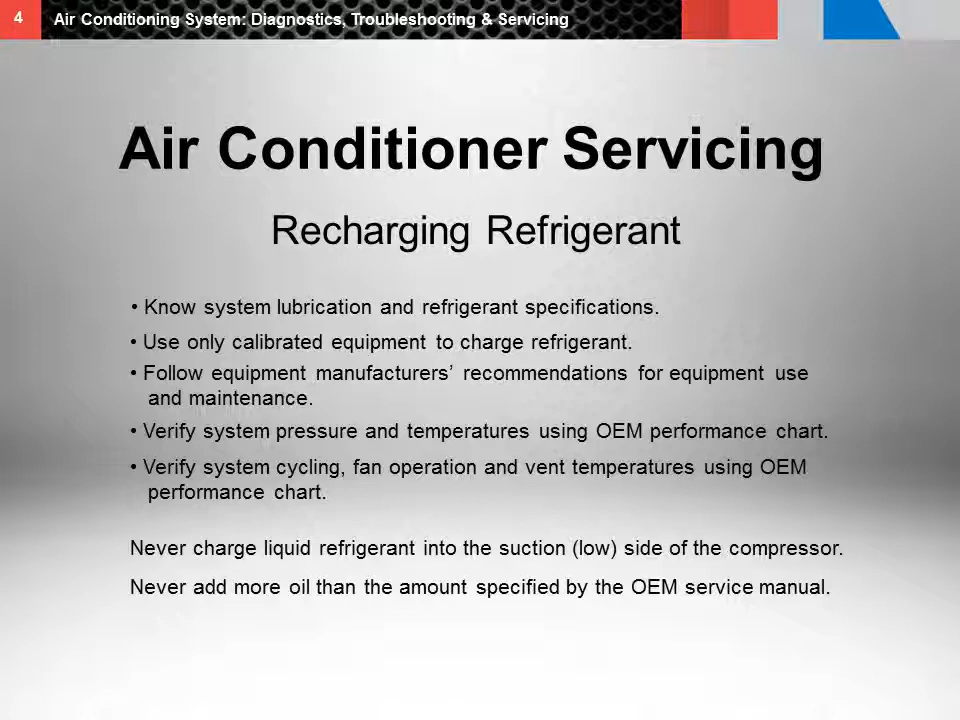 4
Air Conditioning System: Diagnostics, Troubleshooting & Servicing
Air Conditioner Servicing
Recharging Refrigerant
• Know system lubrication and refrigerant specifications.
• Use only calibrated equipment to charge refrigerant.
• Follow equipment manufacturers’ recommendations for equipment use
and maintenance.
• Verify system pressure and temperatures using OEM performance chart.
• Verify system cycling, fan operation and vent temperatures using OEM
performance chart.
Never charge liquid refrigerant into the suction (low) side of the compressor.
Never add more oil than the amount specified by the OEM service manual.